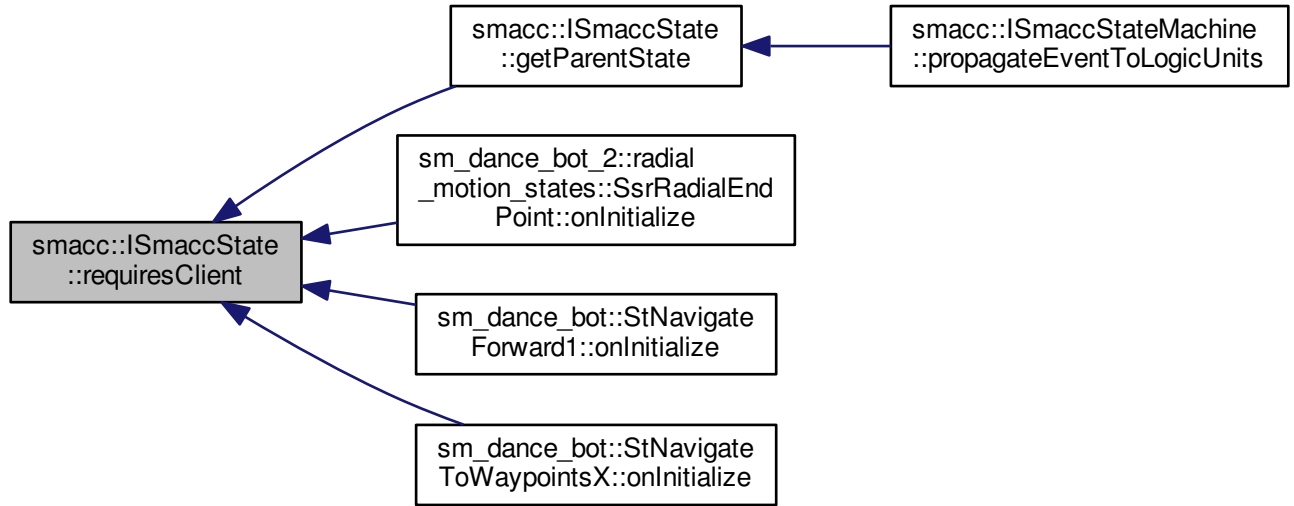 smacc::ISmaccState
::getParentState
smacc::ISmaccStateMachine
::propagateEventToLogicUnits
sm_dance_bot_2::radial
_motion_states::SsrRadialEnd
Point::onInitialize
smacc::ISmaccState
::requiresClient
sm_dance_bot::StNavigate
Forward1::onInitialize
sm_dance_bot::StNavigate
ToWaypointsX::onInitialize